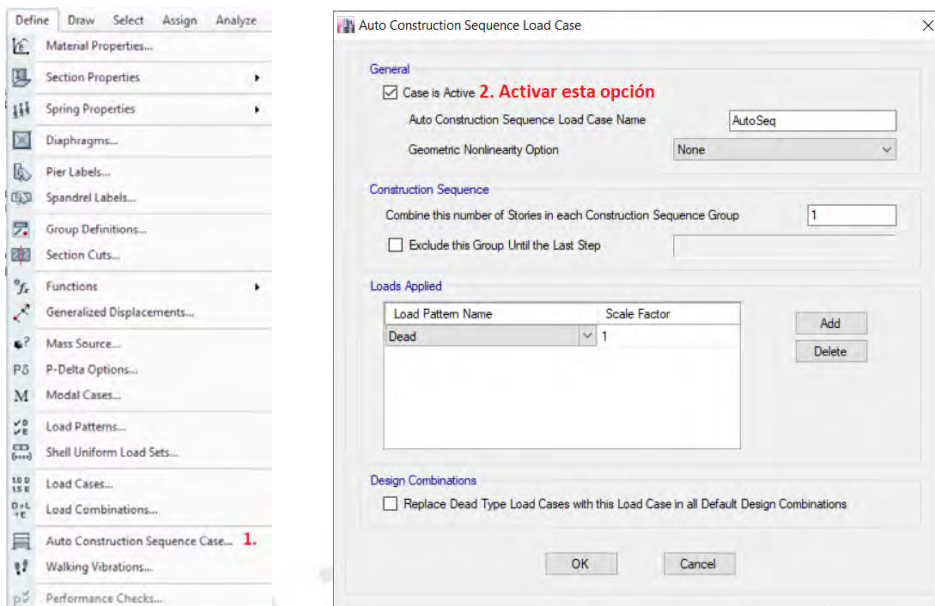 Define Draw Select Assign Analyze
Material Properties...
Section Properties
Spring Properties
Diaphragms...
Pier Labels...
Spandrel Labels...
Group Definitions...
Section Cuts...
Functions
Generalized Displacements...
Mass Source...
Pδ P-Delta Options...
M Modal Cases...
Load Patterns...
Shell Uniform Load Sets...
Load Cases...
Load Combinations...
Auto Construction Sequence Case... 1.
Walking Vibrations...
Performance Checks...
Auto Construction Sequence Load Case
General
Case is Active 2. Activar esta opción
Auto Construction Sequence Load Case Name AutoSeq
Geometric Nonlinearity Option None
Construction Sequence
Combine this number of Stories in each Construction Sequence Group 1
Exclude this Group Until the Last Step
Loads Applied
Load Pattern Name Scale Factor
Dead 1
Add
Delete
Design Combinations
Replace Dead Type Load Cases with this Load Case in all Default Design Combinations
OK Cancel